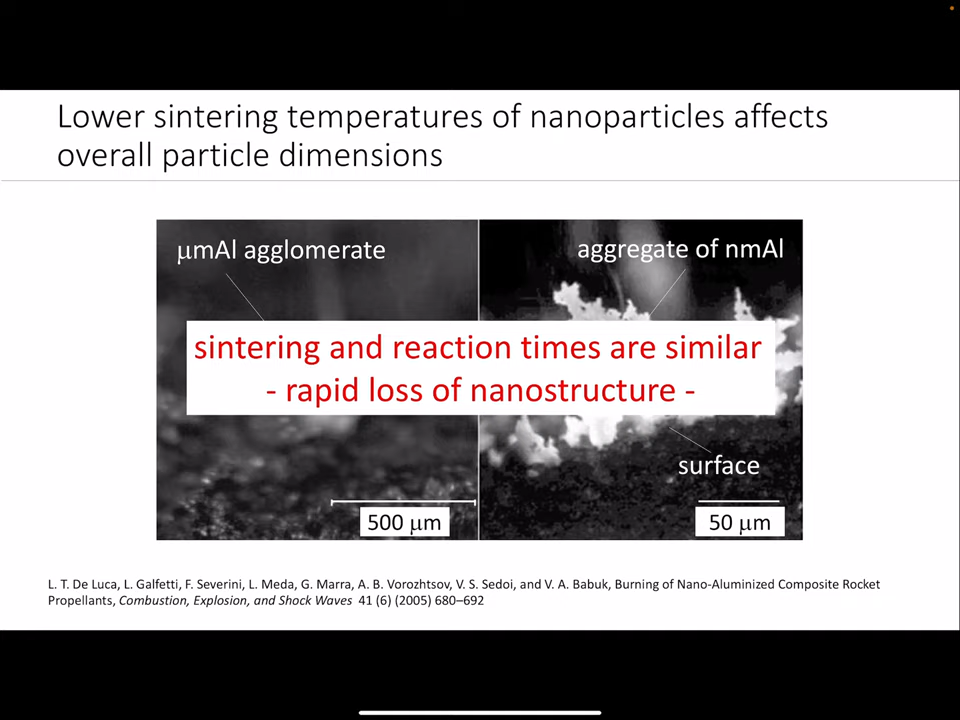 Lower sintering temperatures of nanoparticles affects
overall particle dimensions
μmAl agglomerate
aggregate of nmAl
sintering and reaction times are similar
- rapid loss of nanostructure -
surface
500 μm
50 μm
L. T. De Luca, L. Galfetti, F. Severini, L. Meda, G. Marra, A. B. Vorozhtsov, V. S. Sedoi, and V. A. Babuk, Burning of Nano-Aluminized Composite Rocket
Propellants, Combustion, Explosion, and Shock Waves 41 (6) (2005) 680–692